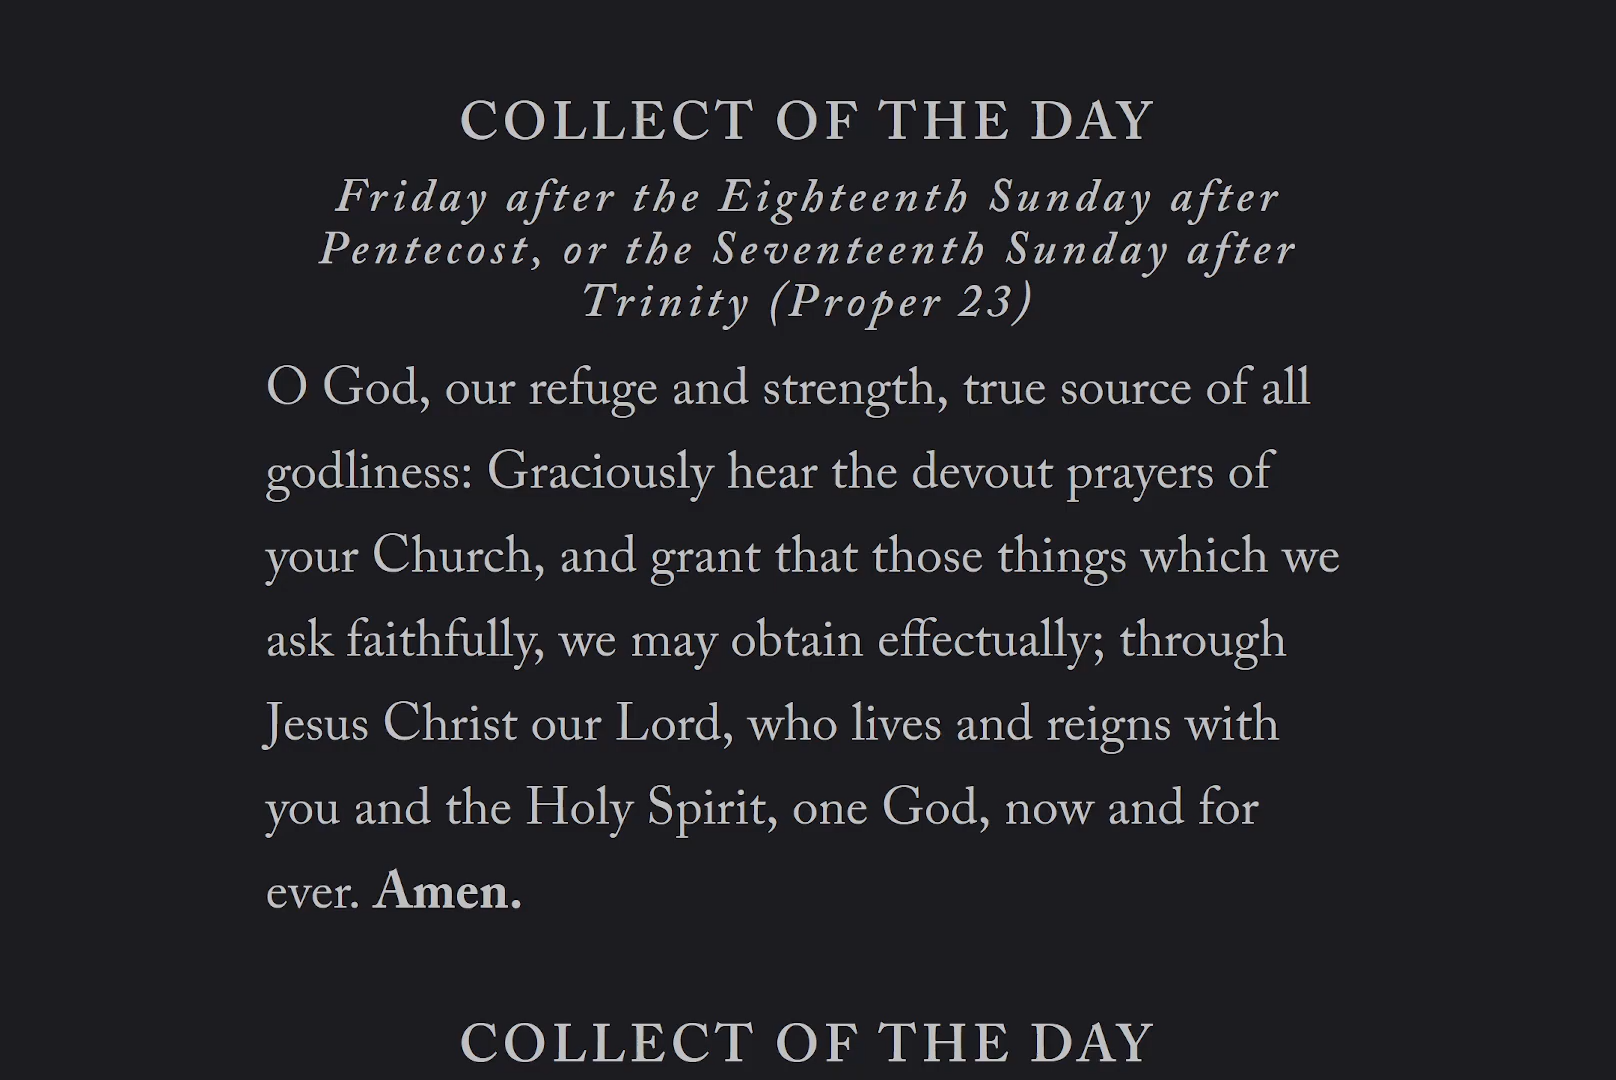 COLLECT OF THE DAY
Friday after the Eighteenth Sunday after
Pentecost, or the Seventeenth Sunday after
Trinity (Proper 23)
O God, our refuge and strength, true source of all
godliness: Graciously hear the devout prayers of
your Church, and grant that those things which we
ask faithfully, we may obtain effectually; through
Jesus Christ our Lord, who lives and reigns with
you and the Holy Spirit, one God, now and for
ever. Amen.
COLLECT OF THE DAY